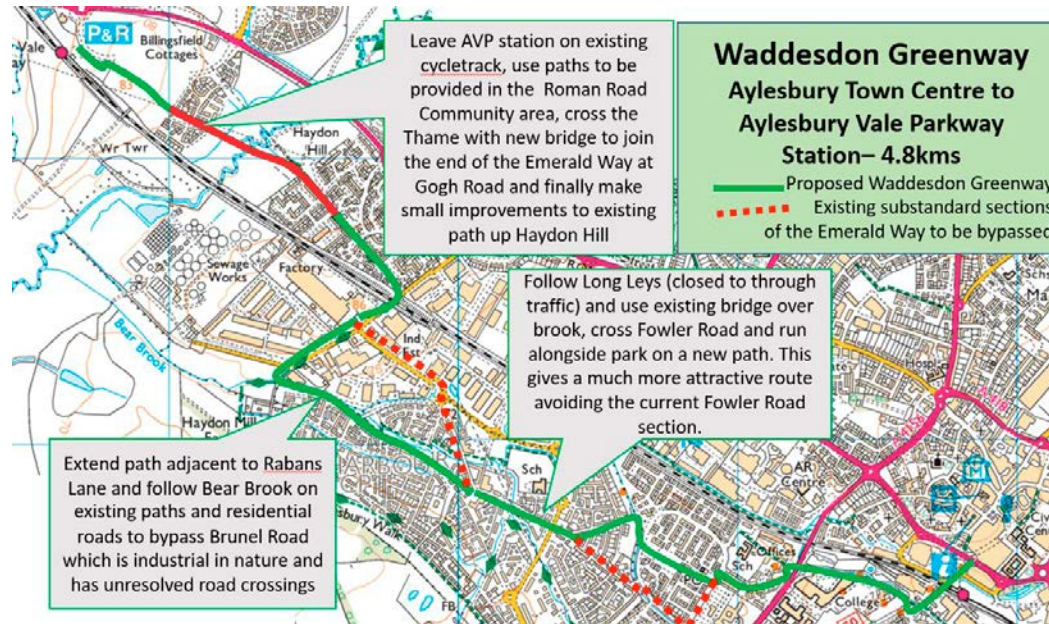 Waddesdon Greenway
Aylesbury Town Centre to
Aylesbury Vale Parkway
Station– 4.8kms
Proposed Waddesdon Greenway
Existing substandard sections
of the Emerald Way to be bypassed
Leave AVP station on existing
cycletrack, use paths to be
provided in the Roman Road
Community area, cross the
Thame with new bridge to join
the end of the Emerald Way at
Gogh Road and finally make
small improvements to existing
path up Haydon Hill
Follow Long Leys (closed to through
traffic) and use existing bridge over
brook, cross Fowler Road and run
alongside park on a new path. This
gives a much more attractive route
avoiding the current Fowler Road
section.
Extend path adjacent to Rabans
Lane and follow Bear Brook on
existing paths and residential
roads to bypass Brunel Road
which is industrial in nature and
has unresolved road crossings
P&R
Billingsfield
Cottages
Vale
83
Wr Twr
Haydon
Hill
Sewage
Works
Factory
86
Ind
Est
Bear Brook
Haydon Mill
Sch
Hospl
A4156
A418
AR
Centre
M
Offices
Sch
College
i
FB
Sch